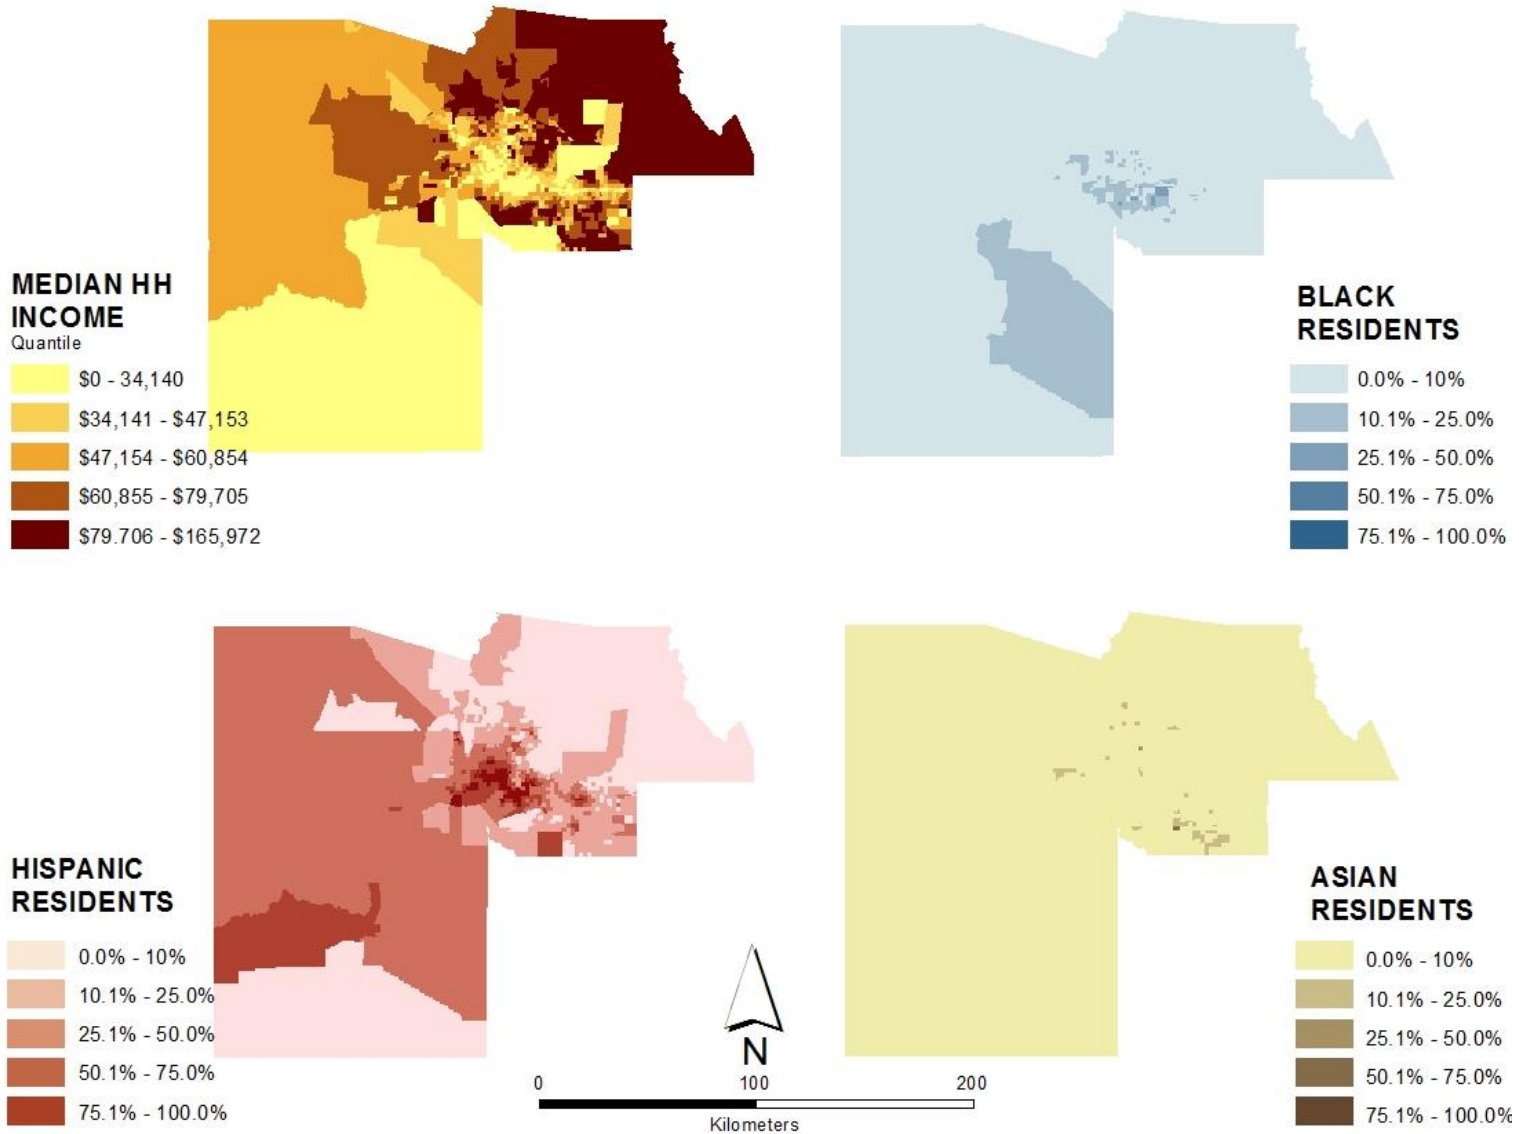 MEDIAN HH
INCOME
Quantile
$0 - 34,140
$34,141 - $47,153
$47,154 - $60,854
$60,855 - $79,705
$79.706 - $165,972
BLACK
RESIDENTS
0.0% - 10%
10.1% - 25.0%
25.1% - 50.0%
50.1% - 75.0%
75.1% - 100.0%
HISPANIC
RESIDENTS
0.0% - 10%
10.1% - 25.0%
25.1% - 50.0%
50.1% - 75.0%
75.1% - 100.0%
N
0 100 200
Kilometers
ASIAN
RESIDENTS
0.0% - 10%
10.1% - 25.0%
25.1% - 50.0%
50.1% - 75.0%
75.1% - 100.0%